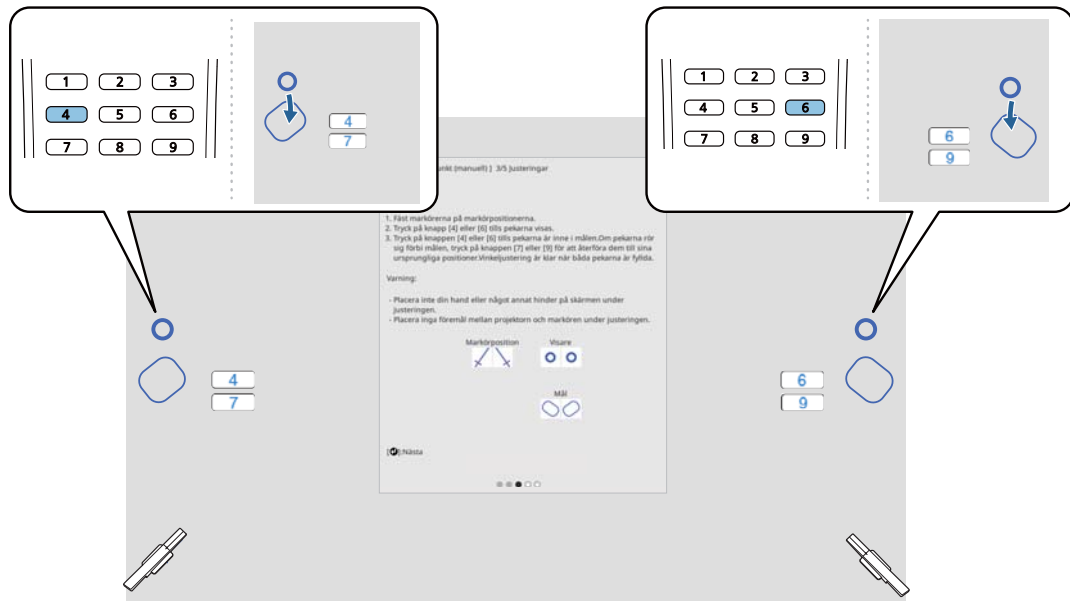 1 2 3
4 5 6
7 8 9
4
7
1 2 3
4 5 6
7 8 9
6
9
(manuell) ] 3/5 Justeringar
1. Fäst markörerna på markörpositionerna.
2. Tryck på knapp [4] eller [6] tills pekarna visas.
3. Tryck på knappen [4] eller [6] tills pekarna är inne i målen.Om pekarna rör
sig förbi målen, tryck på knappen [7] eller [9] för att återföra dem till sina
ursprungliga positioner.Vinkeljustering är klar när båda pekarna är fyllda.
Varning:
- Placera inte din hand eller något annat hinder på skärmen under
justeringen.
- Placera inga föremål mellan projektorn och markören under justeringen.
Markörposition Visare
4
7
6
9
Mål
[ ]:Nästa